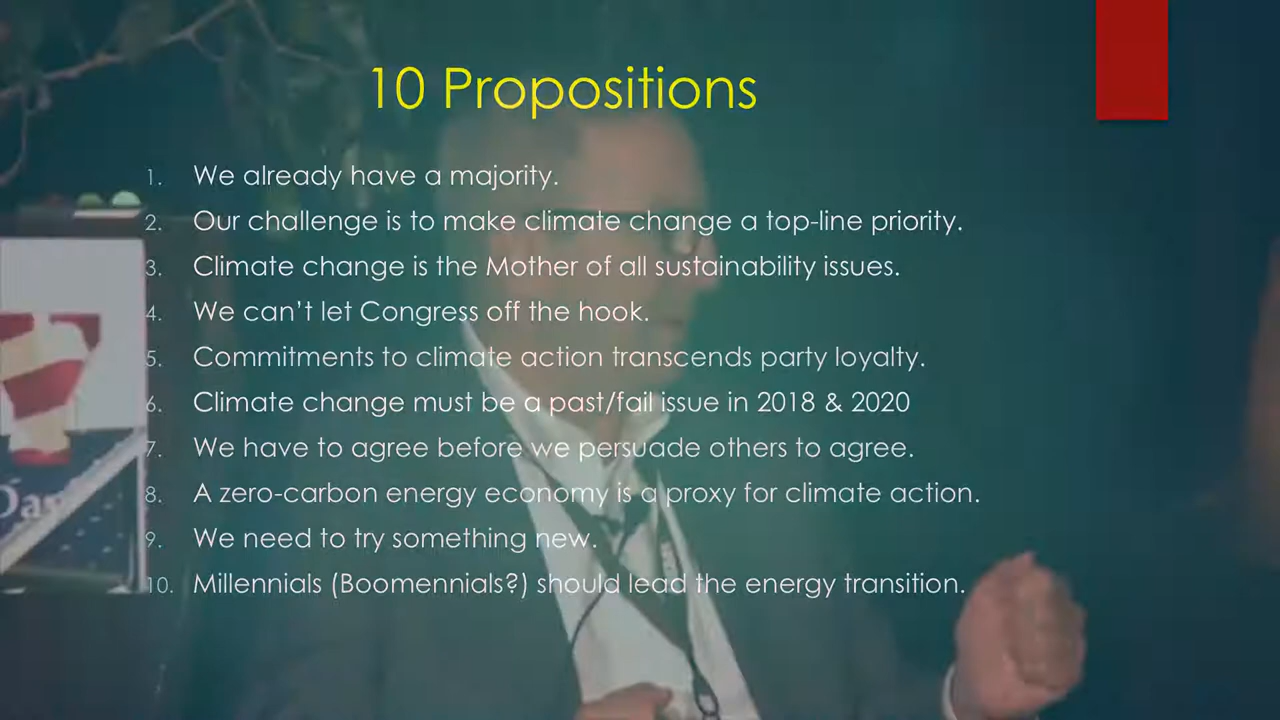 10 Propositions
1. We already have a majority.
2. Our challenge is to make climate change a top-line priority.
3. Climate change is the Mother of all sustainability issues.
4. We can't let Congress off the hook.
5. Commitments to climate action transcends party loyalty.
6. Climate change must be a past/fail issue in 2018 & 2020
7. We have to agree before we persuade others to agree.
8. A zero-carbon energy economy is a proxy for climate action.
9. We need to try something new.
10. Millennials (Boomennials?) should lead the energy transition.